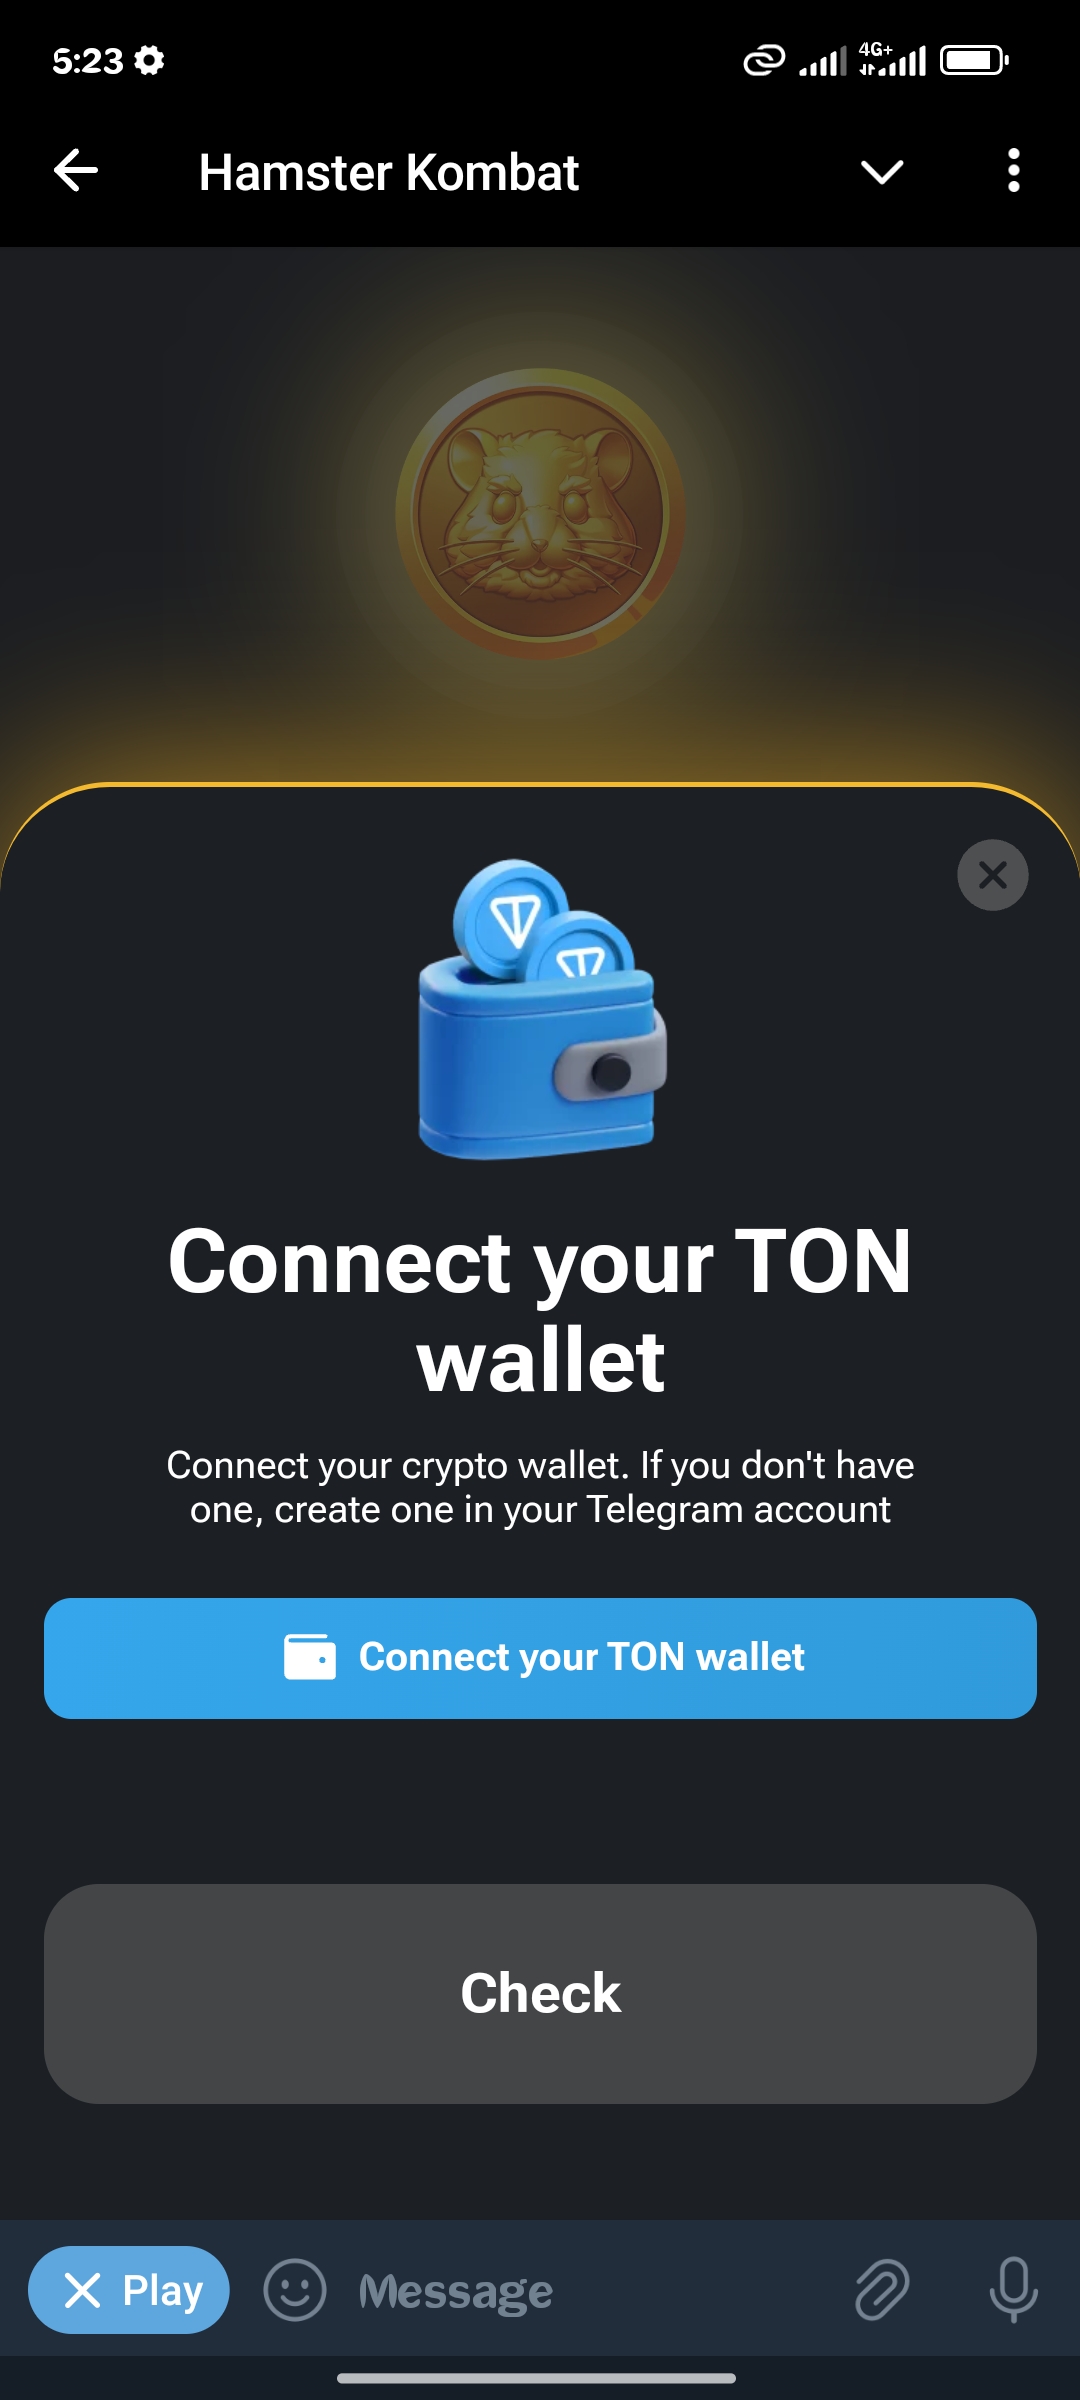 5:23
4G+
Hamster Kombat
Connect your TON
wallet
Connect your crypto wallet. If you don't have
one, create one in your Telegram account
Connect your TON wallet
Check
Play
Message